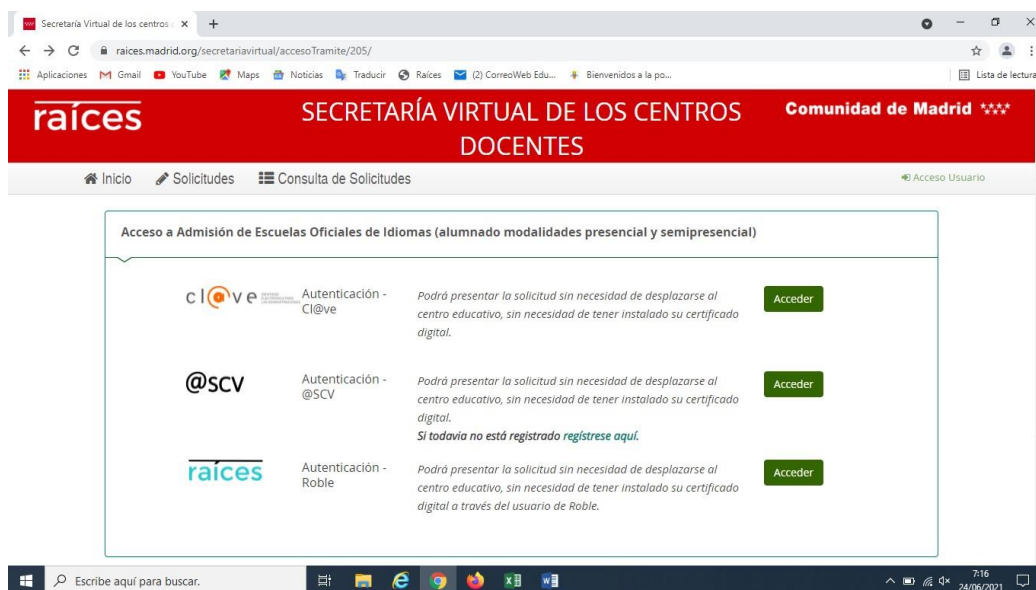 Secretaría Virtual de los centros
raices.madrid.org/secretariavirtual/accesoTramite/205/
Aplicaciones Gmail YouTube Maps Noticias Traducir Raíces (2) CorreoWeb Edu... Bienvenidos a la po... Lista de lectura
raíces SECRETARÍA VIRTUAL DE LOS CENTROS Comunidad de Madrid
DOCENTES
Inicio Solicitudes Consulta de Solicitudes Acceso Usuario
Acceso a Admisión de Escuelas Oficiales de Idiomas (alumnado modalidades presencial y semipresencial)
cl@ve Autenticación - Podrá presentar la solicitud sin necesidad de desplazarse al Acceder
Cl@ve centro educativo, sin necesidad de tener instalado su certificado
digital.
@SCV Autenticación - Podrá presentar la solicitud sin necesidad de desplazarse al Acceder
@SCV centro educativo, sin necesidad de tener instalado su certificado
digital.
Si todavia no está registrado regístrese aquí.
raíces Autenticación - Podrá presentar la solicitud sin necesidad de desplazarse al Acceder
Roble centro educativo, sin necesidad de tener instalado su certificado
digital a través del usuario de Roble.
Escribe aquí para buscar. 7:16
24/06/2021